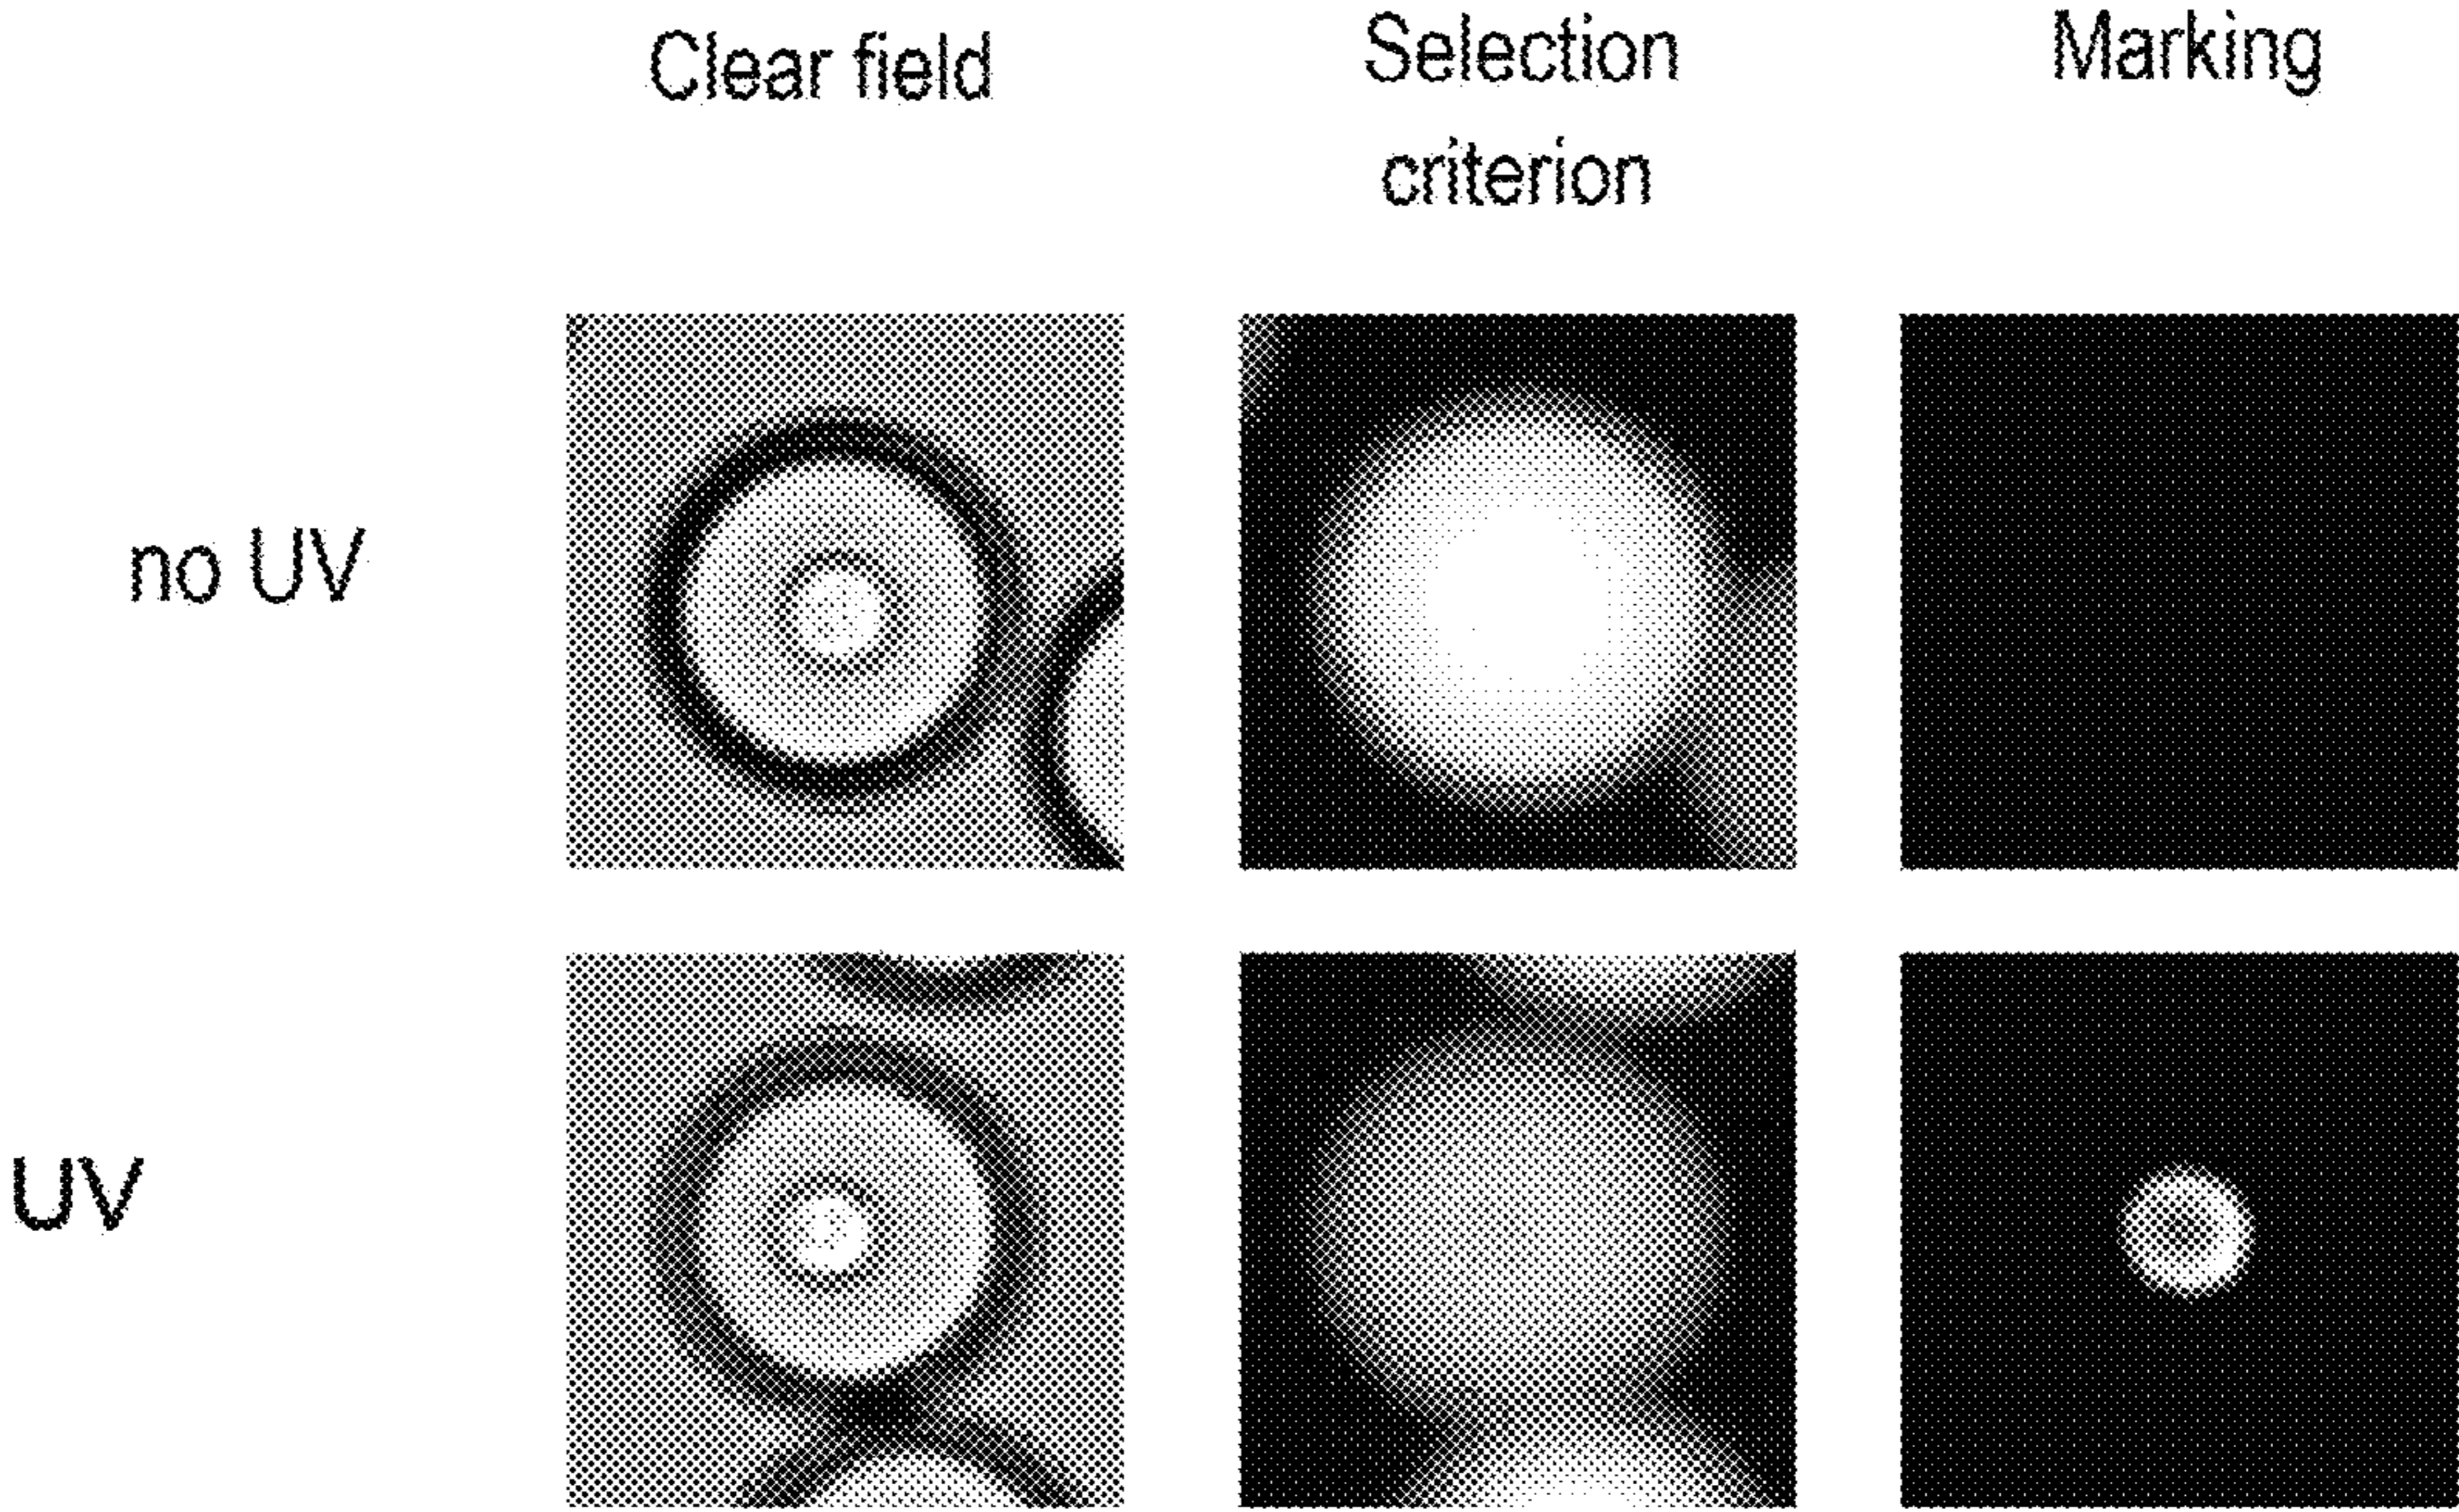 Clear field
Selection
criterion
Marking
no UV
UV